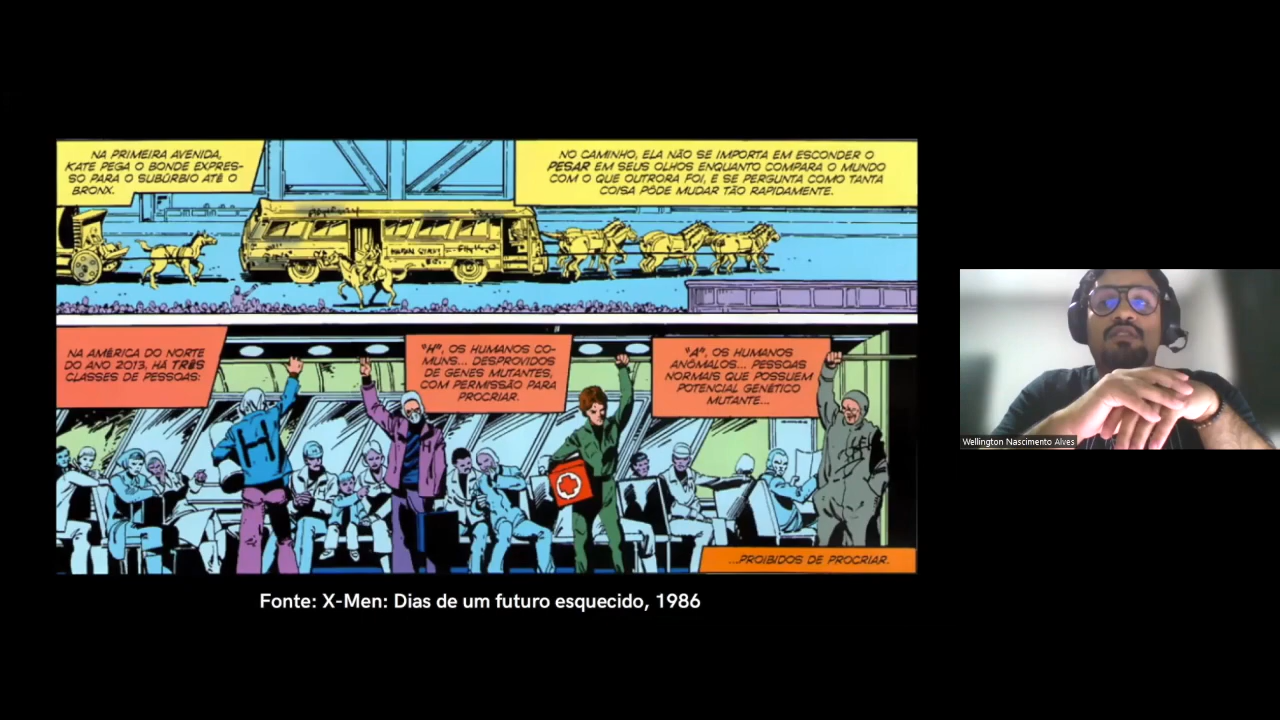 NA PRIMEIRA AVENIDA,
KATE PEGA O BONDE EXPRES-
SO PARA O SUBÚRBIO ATÉ O
BRONX.
NO CAMINHO, ELA NÃO SE IMPORTA EM ESCONDER O
PESAR EM SEUS OLHOS ENQUANTO COMPARA O MUNDO
COM O QUE OUTRORA FOI, E SE PERGUNTA COMO TANTA
COISA PÔDE MUDAR TÃO RAPIDAMENTE.
NA AMÉRICA DO NORTE
DO ANO 2013, HÁ TRÊS
CLASSES DE PESSOAS:
"H", OS HUMANOS CO-
MUNS... DESPROVIDOS
DE GENES MUTANTES,
COM PERMISSÃO PARA
PROCRIAR.
"A", OS HUMANOS
ANÔMALOS... PESSOAS
NORMAIS QUE POSSUEM
POTENCIAL GENÉTICO
MUTANTE...
H
H
...PROIBIDOS DE PROCRIAR.
Fonte: X-Men: Dias de um futuro esquecido, 1986
Wellington Nascimento Alves